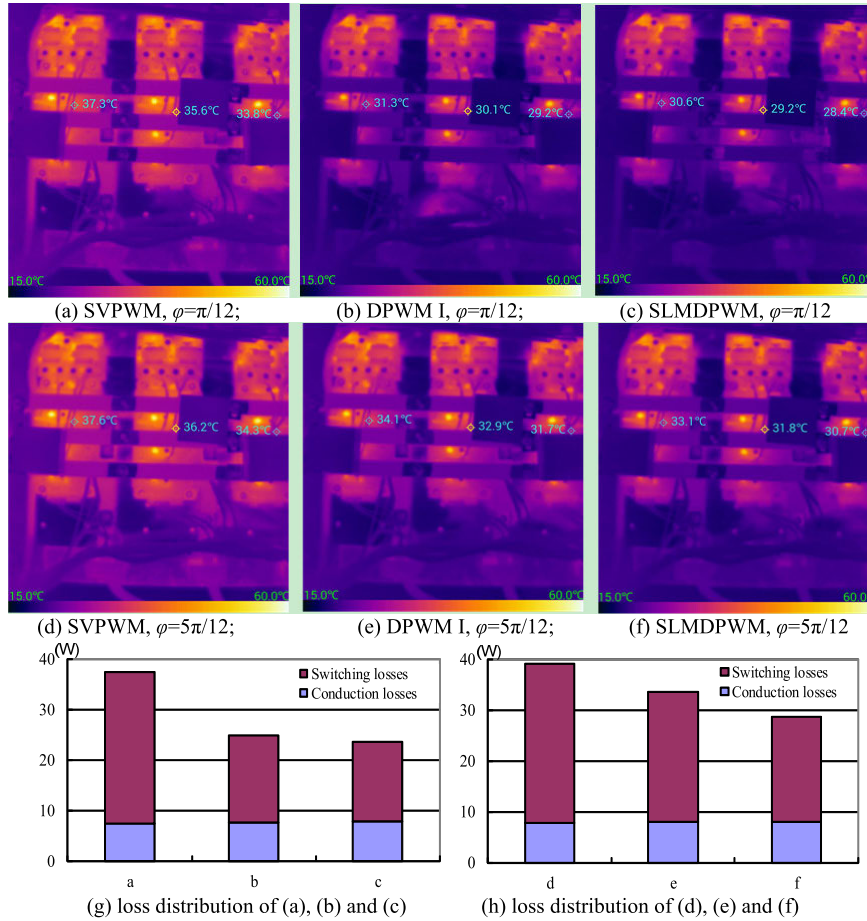 37.3℃
35.6℃
33.8℃
15.0℃ 60.0℃
31.3℃
30.1℃
29.2℃
15.0℃ 60.0℃
30.6℃
29.2℃
28.4℃
15.0℃ 60.0℃
(a) SVPWM, φ=π/12;
(b) DPWM I, φ=π/12;
(c) SLMDPWM, φ=π/12
37.6℃
36.2℃
34.3℃
15.0℃ 60.0℃
34.1℃
32.9℃
31.7℃
15.0℃ 60.0℃
33.1℃
31.8℃
30.7℃
15.0℃ 60.0℃
(d) SVPWM, φ=5π/12;
(e) DPWM I, φ=5π/12;
(f) SLMDPWM, φ=5π/12
(W)
40
30
20
10
0
Switching losses
Conduction losses
a b c
(g) loss distribution of (a), (b) and (c)
(W)
40
30
20
10
0
Switching losses
Conduction losses
d e f
(h) loss distribution of (d), (e) and (f)